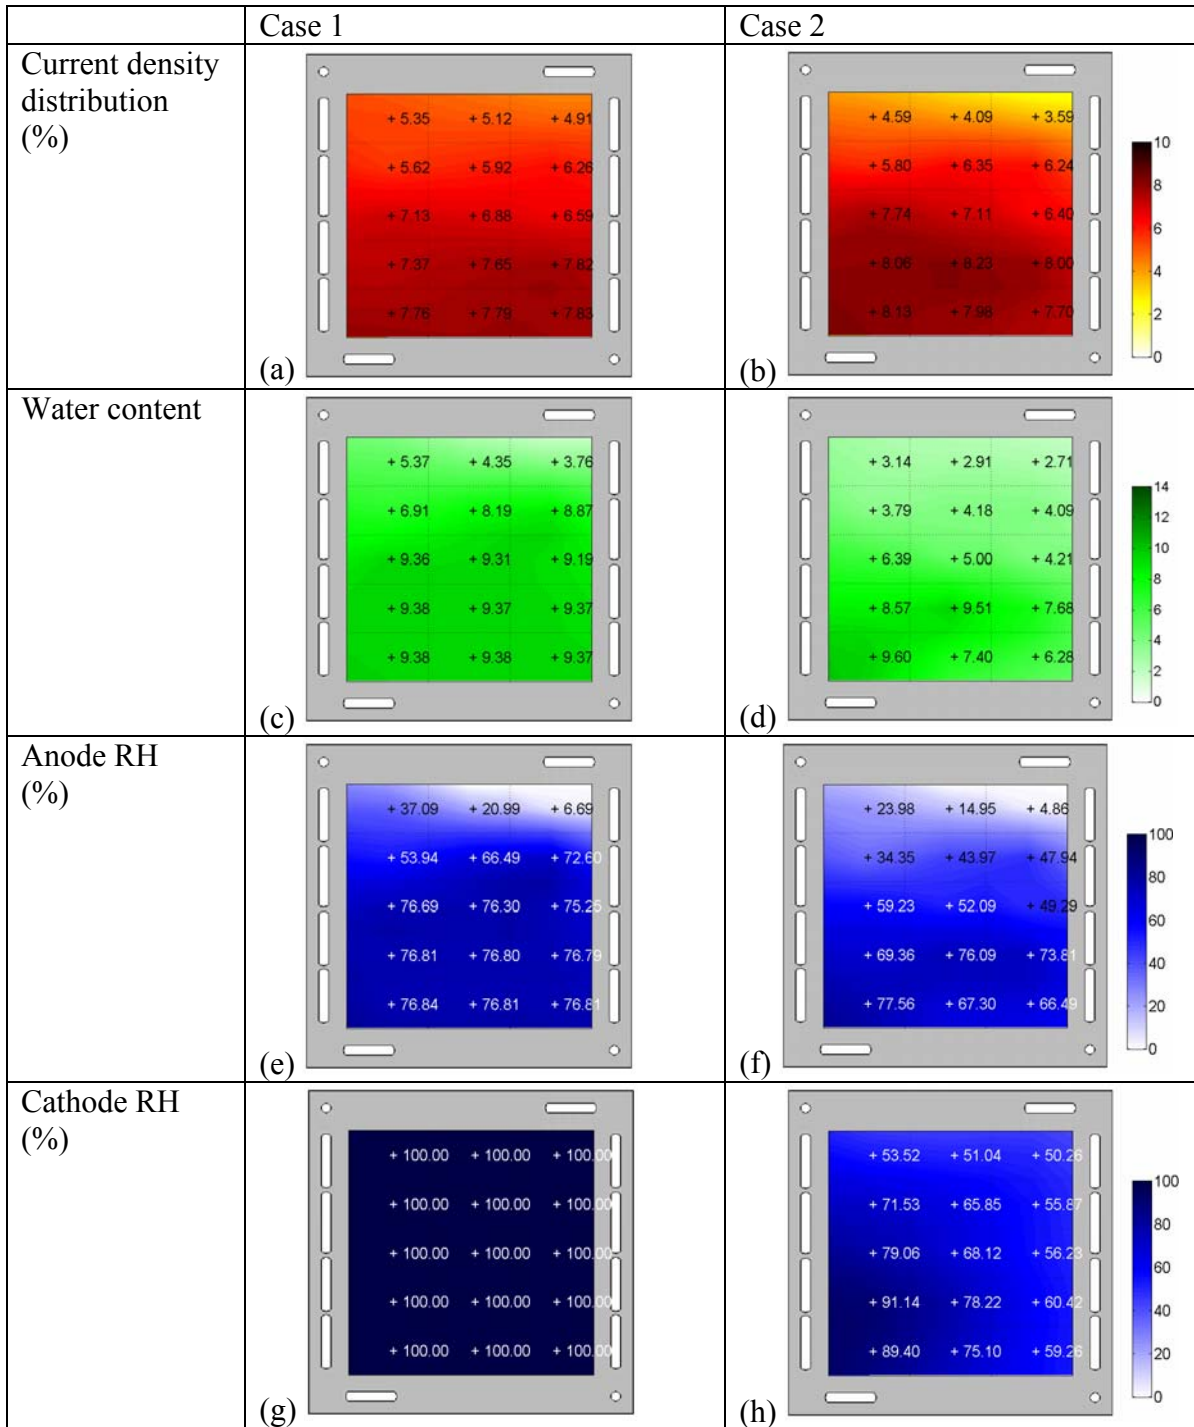 Case 1 Case 2
Current density
distribution
(%)
+ 5.35 + 5.12 + 4.91
+ 5.62 + 5.92 + 6.26
+ 7.13 + 6.88 + 6.59
+ 7.37 + 7.65 + 7.82
+ 7.76 + 7.79 + 7.83
(a)
+ 4.59 + 4.09 + 3.59
+ 5.80 + 6.35 + 6.24
+ 7.74 + 7.11 + 6.40
+ 8.06 + 8.23 + 8.00
+ 8.13 + 7.98 + 7.70
(b)
10
8
6
4
2
0
Water content
+ 5.37 + 4.35 + 3.76
+ 6.91 + 8.19 + 8.87
+ 9.36 + 9.31 + 9.19
+ 9.38 + 9.37 + 9.37
+ 9.38 + 9.38 + 9.37
(c)
+ 3.14 + 2.91 + 2.71
+ 3.79 + 4.18 + 4.09
+ 6.39 + 5.00 + 4.21
+ 8.57 + 9.51 + 7.68
+ 9.60 + 7.40 + 6.28
(d)
14
12
10
8
6
4
2
0
Anode RH
(%)
+ 37.09 + 20.99 + 6.69
+ 53.94 + 66.49 + 72.60
+ 76.69 + 76.30 + 75.25
+ 76.81 + 76.80 + 76.79
+ 76.84 + 76.81 + 76.81
(e)
+ 23.98 + 14.95 + 4.86
+ 34.35 + 43.97 + 47.94
+ 59.23 + 52.09 + 49.29
+ 69.36 + 76.09 + 73.81
+ 77.56 + 67.30 + 66.49
(f)
100
80
60
40
20
0
Cathode RH
(%)
+ 100.00 + 100.00 + 100.00
+ 100.00 + 100.00 + 100.00
+ 100.00 + 100.00 + 100.00
+ 100.00 + 100.00 + 100.00
+ 100.00 + 100.00 + 100.00
(g)
+ 53.52 + 51.04 + 50.26
+ 71.53 + 65.85 + 55.87
+ 79.06 + 68.12 + 56.23
+ 91.14 + 78.22 + 60.42
+ 89.40 + 75.10 + 59.26
(h)
100
80
60
40
20
0